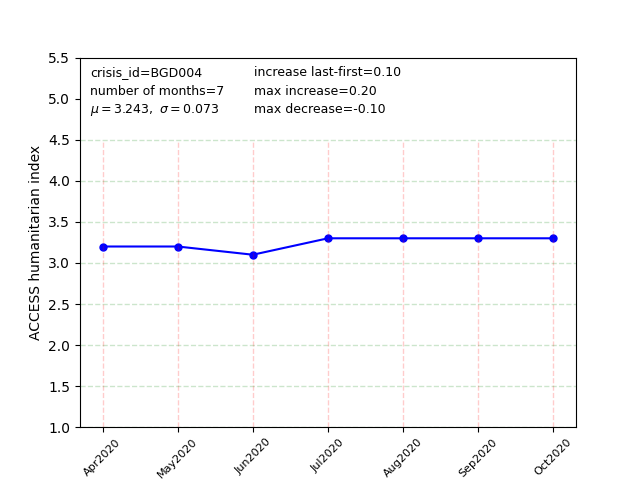 crisis_id=BGD004
number of months=7
μ = 3.243, σ = 0.073
increase last-first=0.10
max increase=0.20
max decrease=-0.10
ACCESS humanitarian index
5.5
5.0
4.5
4.0
3.5
3.0
2.5
2.0
1.5
1.0
Apr2020
May2020
Jun2020
Jul2020
Aug2020
Sep2020
Oct2020